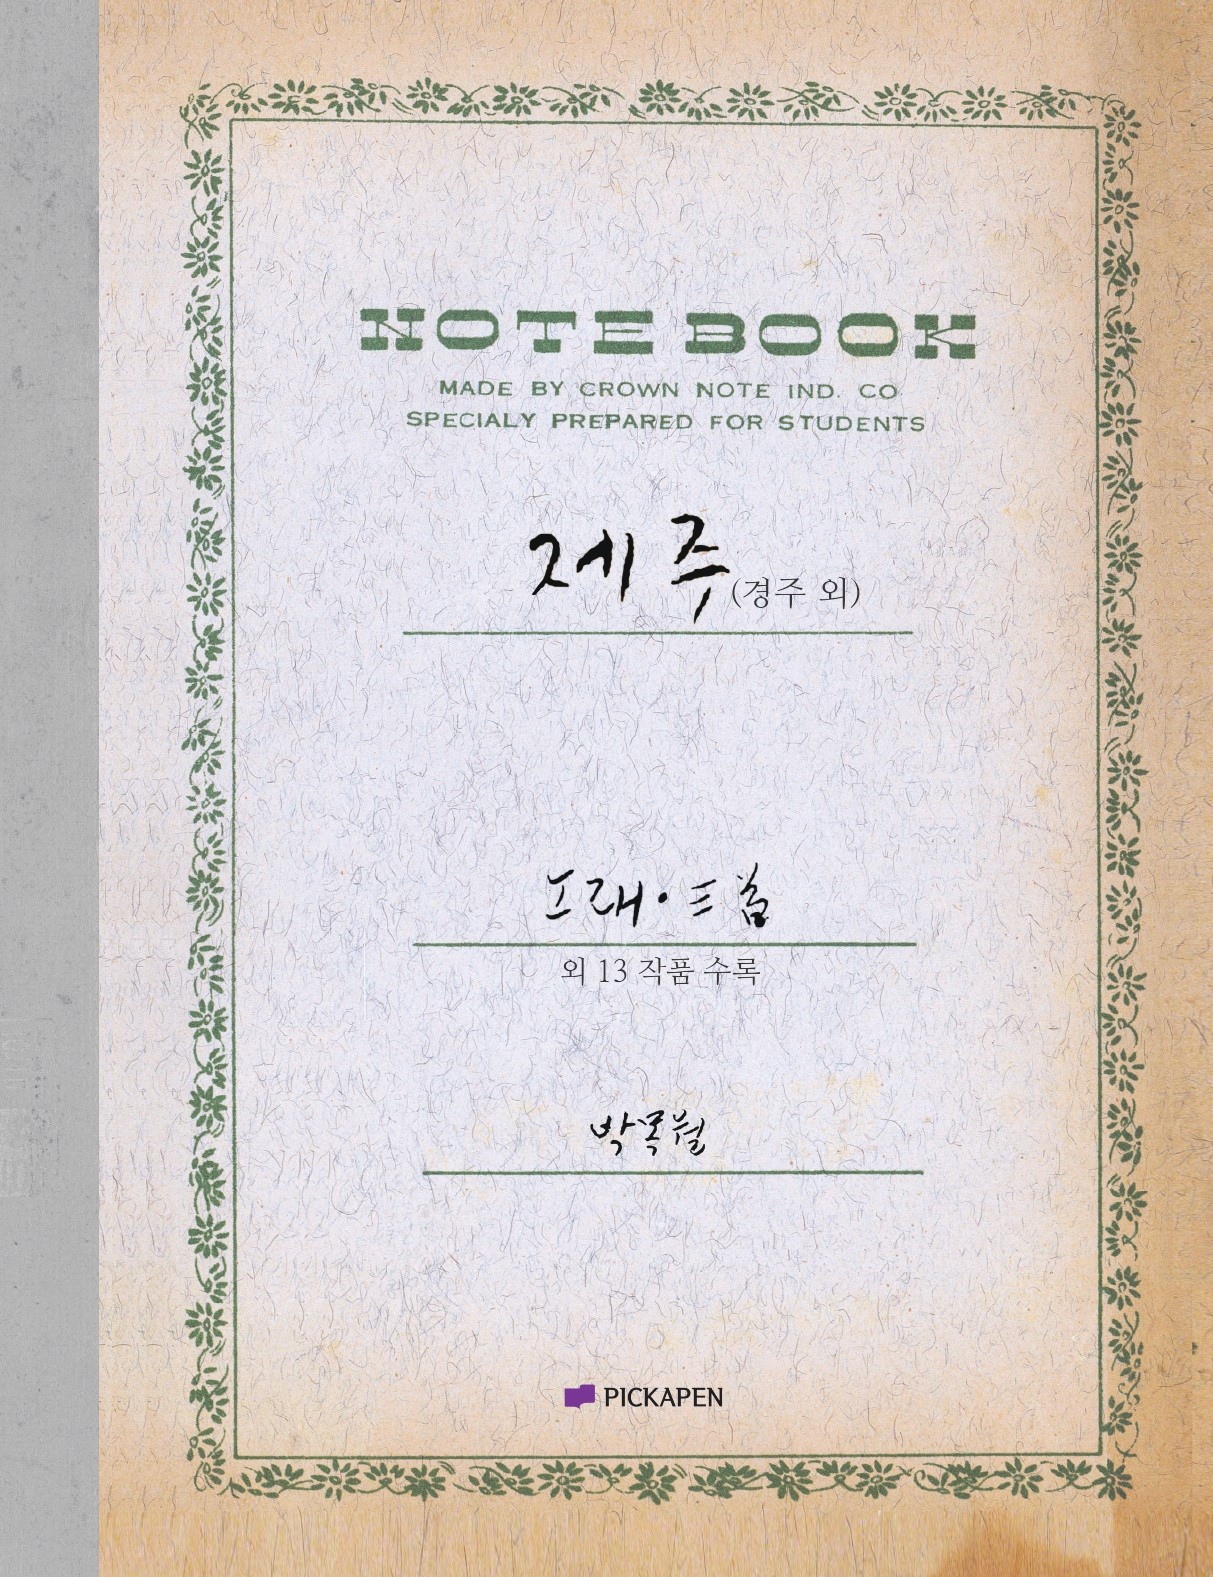 NOTE BOOK
MADE BY CROWN NOTE IND. CO
SPECIALY PREPARED FOR STUDENTS
제주(경주 외)
노래·三首
외 13 작품 수록
박목월
PICKAPEN